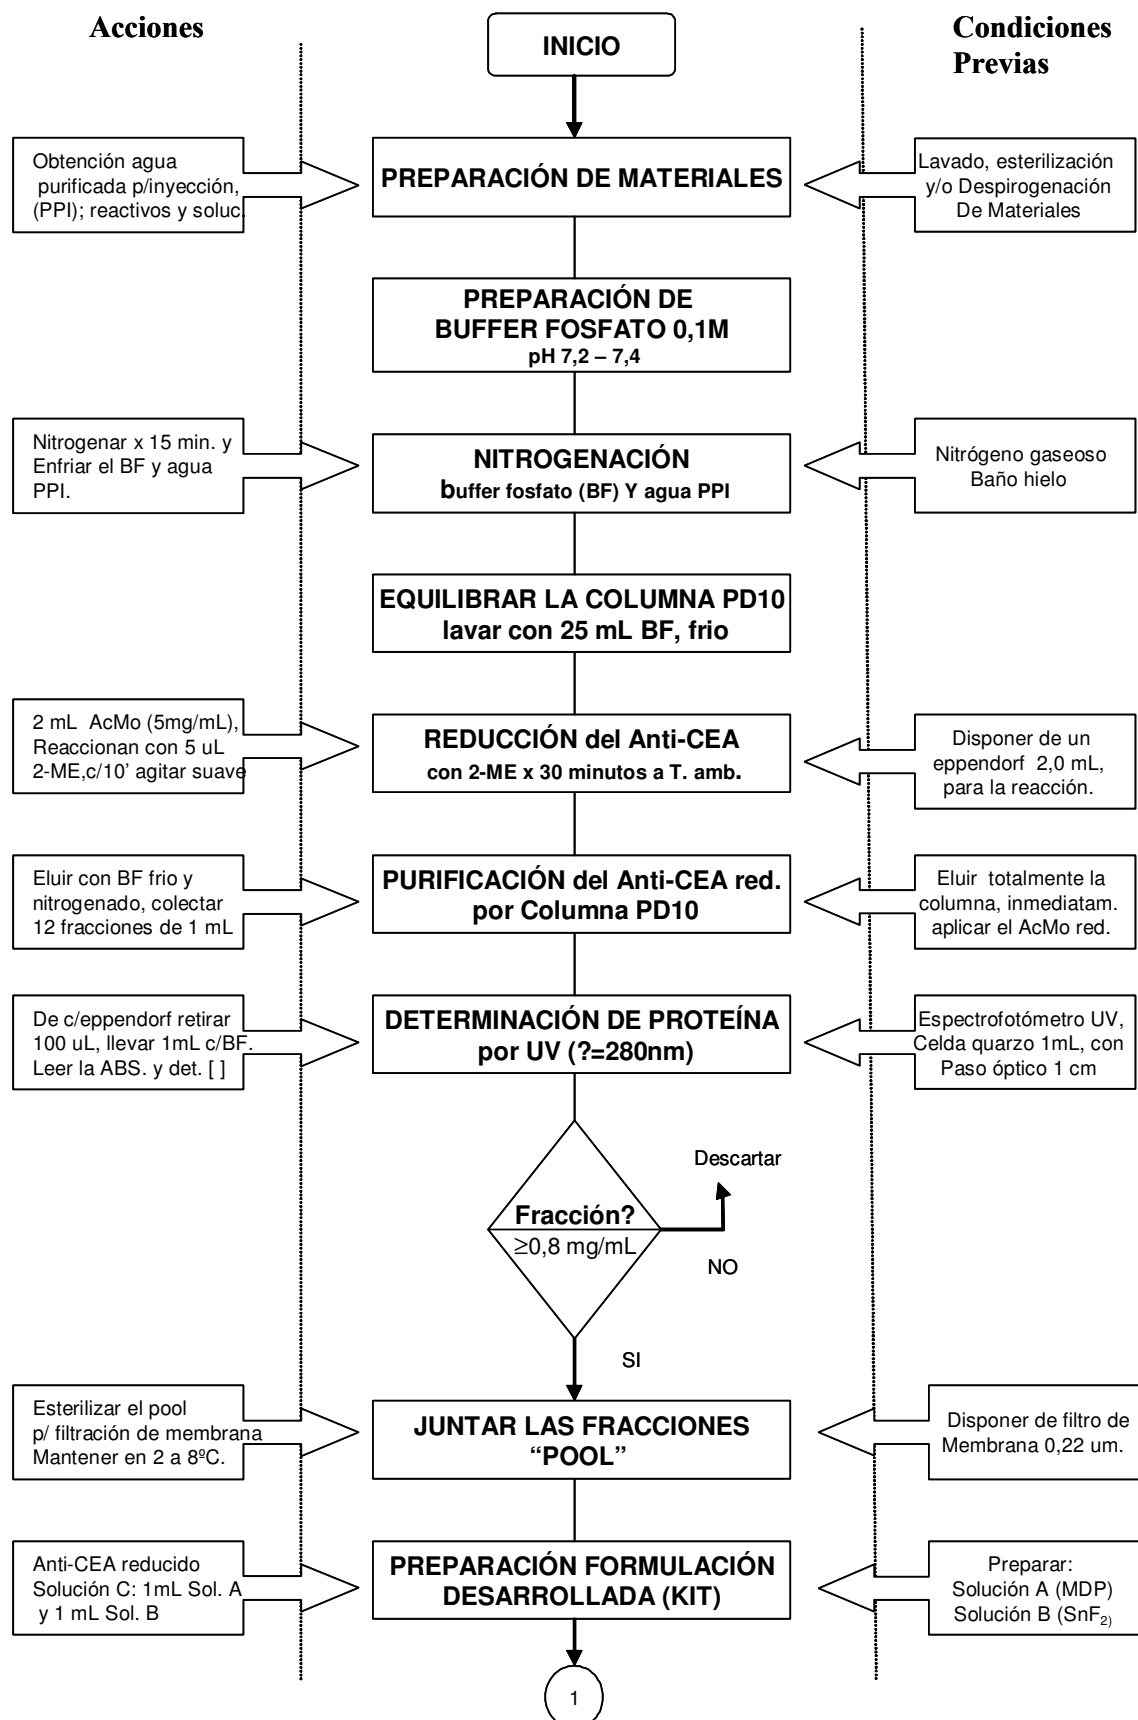 Acciones
INICIO
Condiciones
Previas
Obtención agua
purificada p/inyección,
(PPI); reactivos y soluc.
PREPARACIÓN DE MATERIALES
Lavado, esterilización
y/o Despirogenación
De Materiales
PREPARACIÓN DE
BUFFER FOSFATO 0,1M
pH 7,2 – 7,4
Nitrogenar x 15 min. y
Enfriar el BF y agua
PPI.
NITROGENACIÓN
buffer fosfato (BF) Y agua PPI
Nitrógeno gaseoso
Baño hielo
EQUILIBRAR LA COLUMNA PD10
lavar con 25 mL BF, frio
2 mL AcMo (5mg/mL),
Reaccionan con 5 uL
2-ME,c/10’ agitar suave
REDUCCIÓN del Anti-CEA
con 2-ME x 30 minutos a T. amb.
Disponer de un
eppendorf 2,0 mL,
para la reacción.
Eluir con BF frio y
nitrogenado, colectar
12 fracciones de 1 mL
PURIFICACIÓN del Anti-CEA red.
por Columna PD10
Eluir totalmente la
columna, inmediatam.
aplicar el AcMo red.
De c/eppendorf retirar
100 uL, llevar 1mL c/BF.
Leer la ABS. y det. [ ]
DETERMINACIÓN DE PROTEÍNA
por UV (?=280nm)
Espectrofotómetro UV,
Celda quarzo 1mL, con
Paso óptico 1 cm
Descartar
Fracción?
≥0,8 mg/mL
NO
SI
Esterilizar el pool
p/ filtración de membrana
Mantener en 2 a 8ºC.
JUNTAR LAS FRACCIONES
“POOL”
Disponer de filtro de
Membrana 0,22 um.
Anti-CEA reducido
Solución C: 1mL Sol. A
y 1 mL Sol. B
PREPARACIÓN FORMULACIÓN
DESARROLLADA (KIT)
Preparar:
Solución A (MDP)
Solución B (SnF2)
1